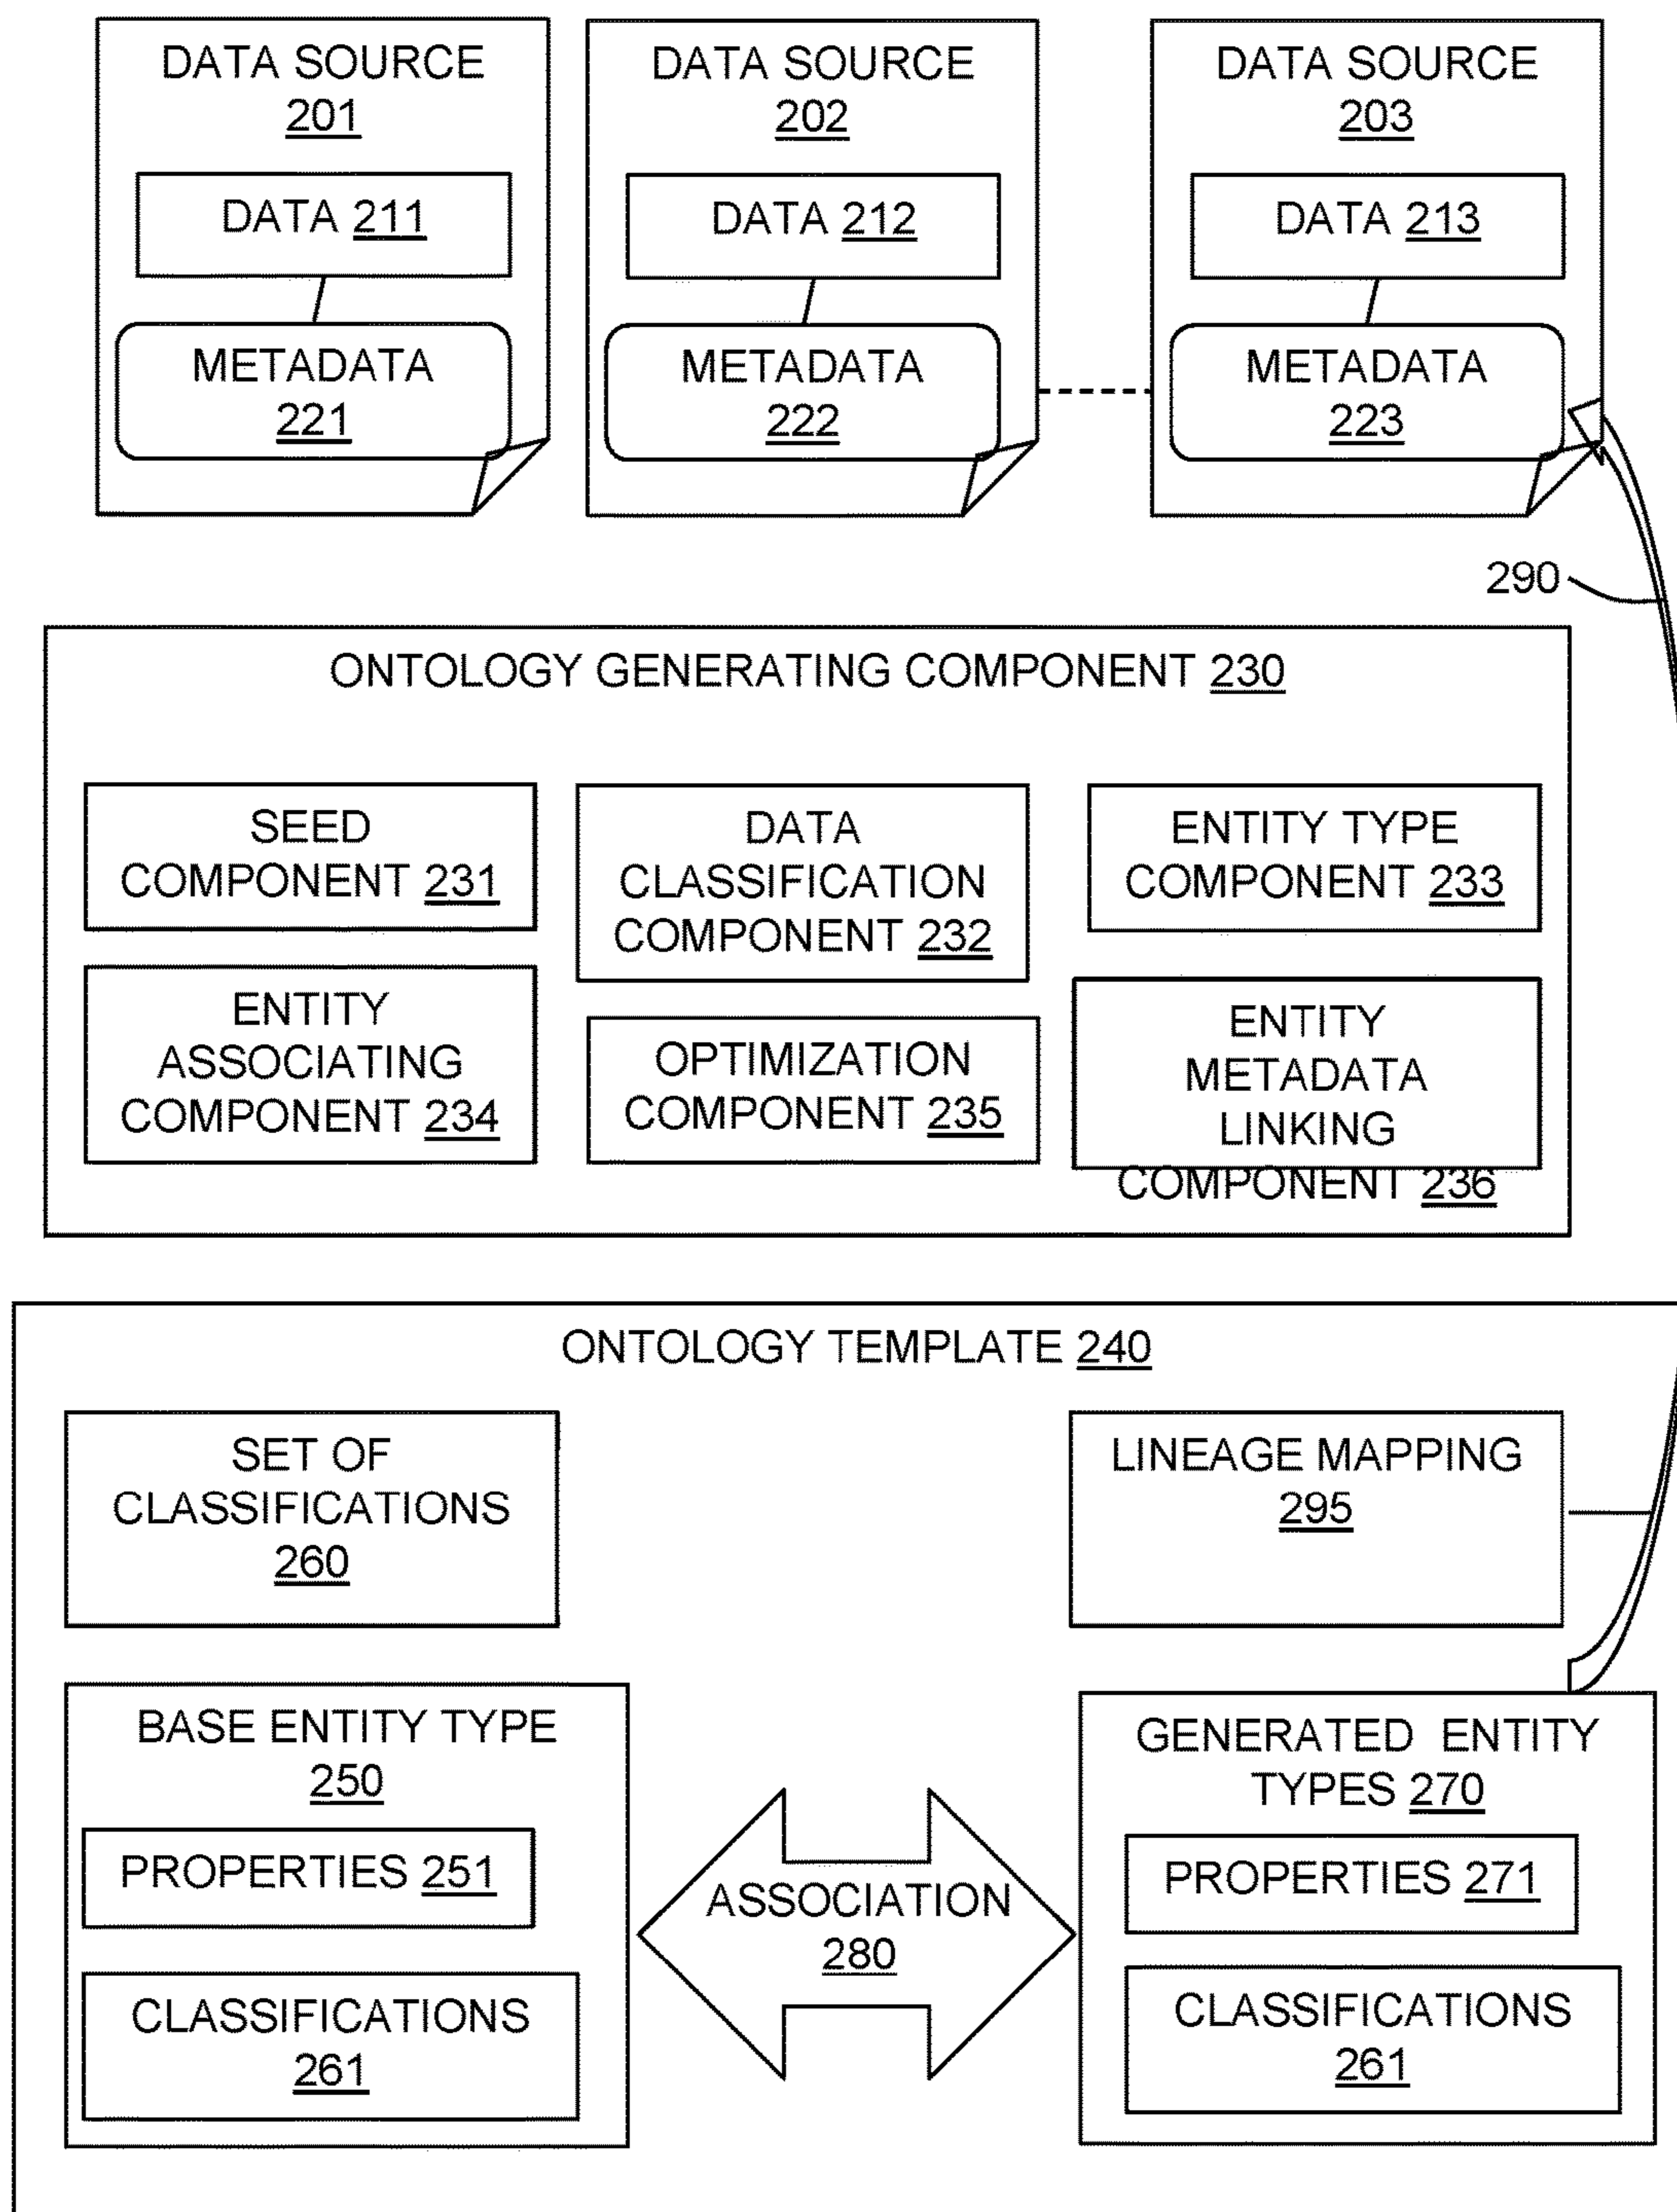 DATA SOURCE
201
DATA 211
METADATA
221
DATA SOURCE
202
DATA 212
METADATA
222
DATA SOURCE
203
DATA 213
METADATA
223
290
ONTOLOGY GENERATING COMPONENT 230
SEED
COMPONENT 231
DATA
CLASSIFICATION
COMPONENT 232
ENTITY TYPE
COMPONENT 233
ENTITY
ASSOCIATING
COMPONENT 234
OPTIMIZATION
COMPONENT 235
ENTITY
METADATA
LINKING
COMPONENT 236
ONTOLOGY TEMPLATE 240
SET OF
CLASSIFICATIONS
260
LINEAGE MAPPING
295
BASE ENTITY TYPE
250
PROPERTIES 251
CLASSIFICATIONS
261
ASSOCIATION
280
GENERATED ENTITY
TYPES 270
PROPERTIES 271
CLASSIFICATIONS
261